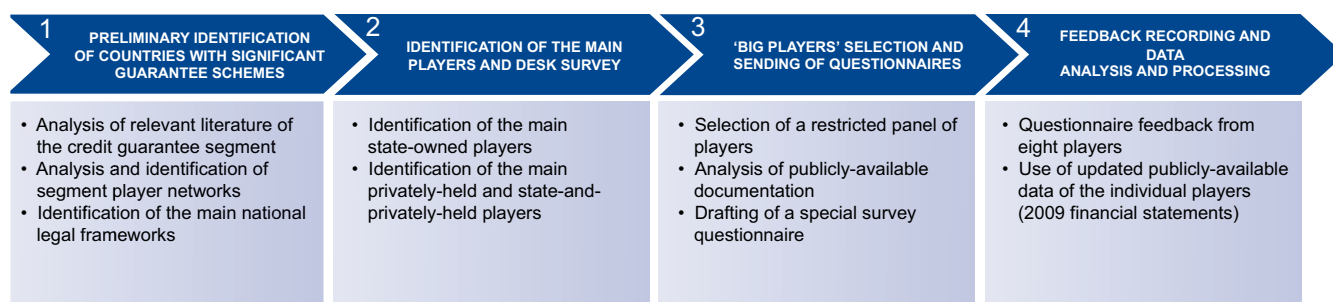 1
PRELIMINARY IDENTIFICATION
OF COUNTRIES WITH SIGNIFICANT
GUARANTEE SCHEMES
• Analysis of relevant literature of
the credit guarantee segment
• Analysis and identification of
segment player networks
• Identification of the main national
legal frameworks
2
IDENTIFICATION OF THE MAIN
PLAYERS AND DESK SURVEY
• Identification of the main
state-owned players
• Identification of the main
privately-held and state-and-
privately-held players
3
‘BIG PLAYERS’ SELECTION AND
SENDING OF QUESTIONNAIRES
• Selection of a restricted panel of
players
• Analysis of publicly-available
documentation
• Drafting of a special survey
questionnaire
4
FEEDBACK RECORDING AND
DATA
ANALYSIS AND PROCESSING
• Questionnaire feedback from
eight players
• Use of updated publicly-available
data of the individual players
(2009 financial statements)